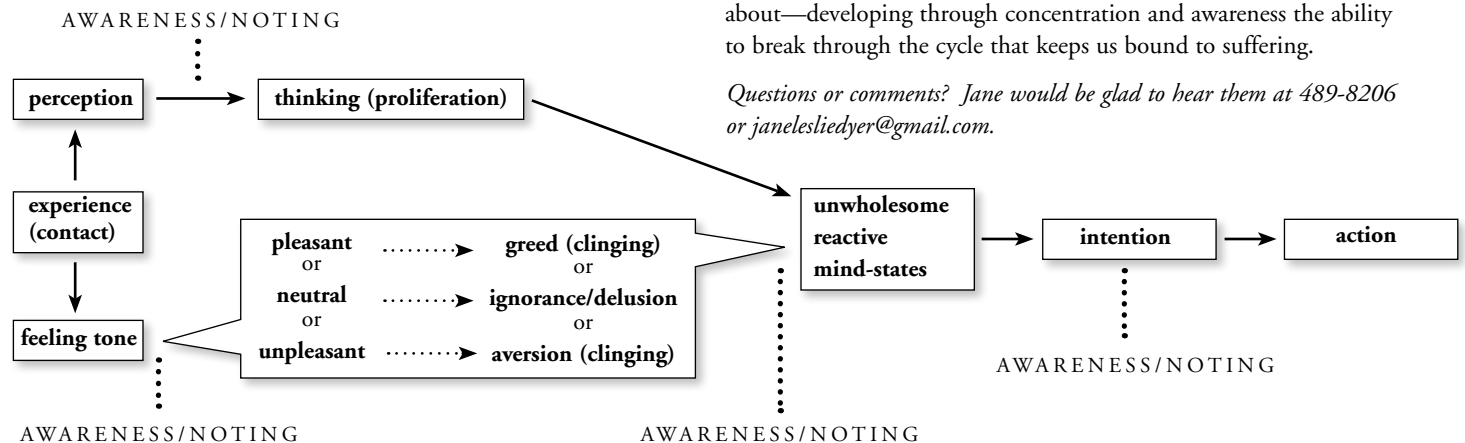 AWARENESS/NOTING
about—developing through concentration and awareness the ability
to break through the cycle that keeps us bound to suffering.
Questions or comments? Jane would be glad to hear them at 489-8206
or janelesliedyer@gmail.com.
perception
thinking (proliferation)
experience
(contact)
feeling tone
pleasant
greed (clinging)
or
or
neutral
ignorance/delusion
or
or
unpleasant
aversion (clinging)
unwholesome
reactive
mind-states
intention
action
AWARENESS/NOTING
AWARENESS/NOTING
AWARENESS/NOTING